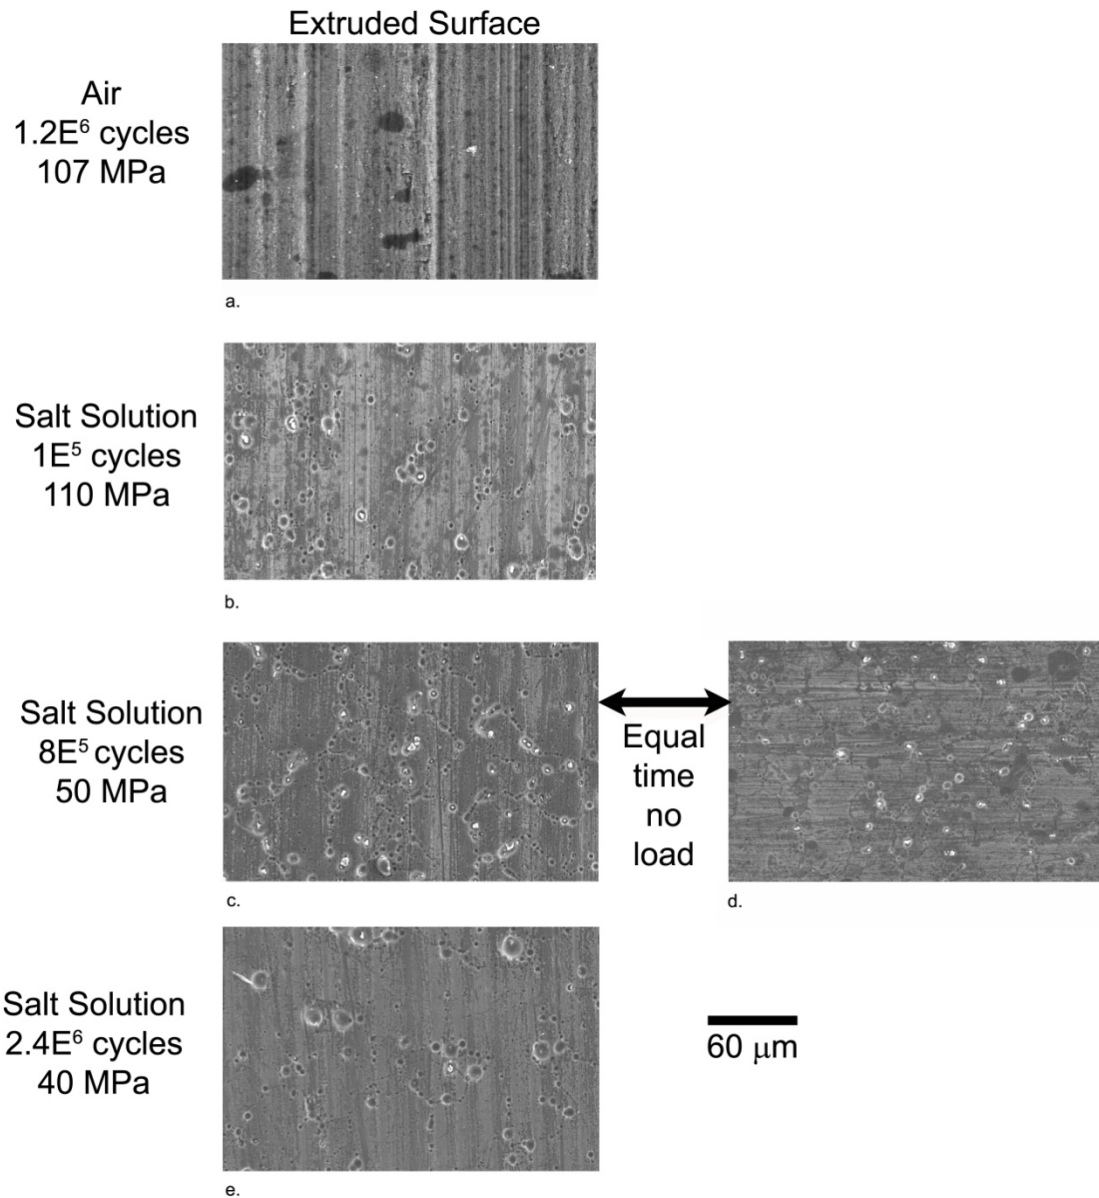 Extruded Surface
Air
1.2E⁶ cycles
107 MPa
a.
Salt Solution
1E⁵ cycles
110 MPa
b.
Salt Solution
8E⁵ cycles
50 MPa
Equal
time
no
load
c.
d.
Salt Solution
2.4E⁶ cycles
40 MPa
60 μm
e.